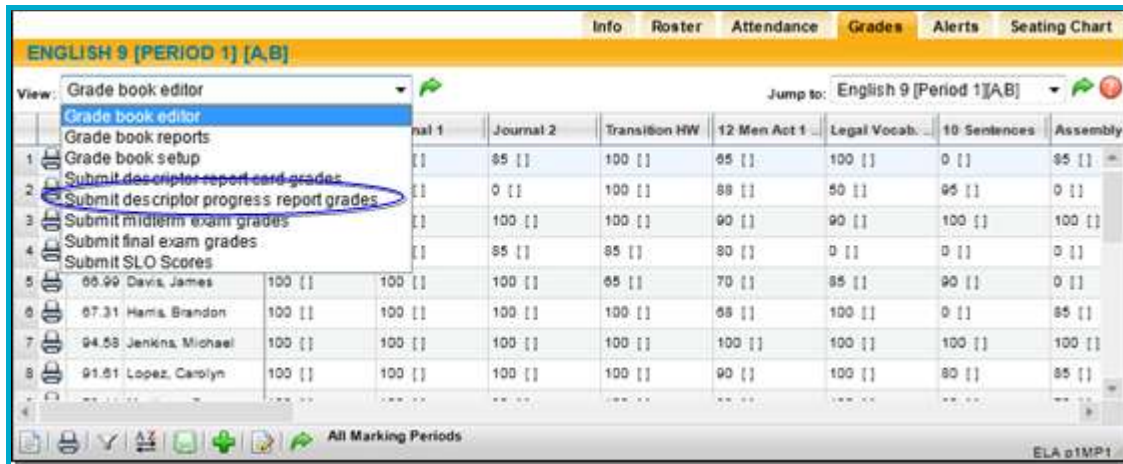 Info Roster Attendance Grades Alerts Seating Chart
ENGLISH 9 [PERIOD 1] [A,B]
View: Grade book editor Jump to: English 9 [Period 1][A,B]
Grade book editor
Grade book reports
Grade book setup
Submit descriptor report card grades
Submit descriptor progress report grades
Submit midterm exam grades
Submit final exam grades
Submit SLO Scores
nal 1 Journal 2 Transition HW 12 Men Act 1 ... Legal Vocab. ... 10 Sentences Assembly
1 [] 85 [] 100 [] 65 [] 100 [] 0 [] 85 []
2 [] 0 [] 100 [] 88 [] 50 [] 95 [] 0 []
3 [] 100 [] 100 [] 90 [] 90 [] 100 [] 100 []
4 [] 85 [] 85 [] 80 [] 0 [] 0 [] 0 []
5 66.99 Davis, James 100 [] 100 [] 100 [] 65 [] 70 [] 85 [] 90 [] 0 []
6 67.31 Harris, Brandon 100 [] 100 [] 100 [] 100 [] 68 [] 100 [] 0 [] 85 []
7 94.58 Jenkins, Michael 100 [] 100 [] 100 [] 100 [] 100 [] 100 [] 100 [] 100 []
8 91.61 Lopez, Carolyn 100 [] 100 [] 100 [] 100 [] 90 [] 100 [] 80 [] 85 []
All Marking Periods
ELA p1MP1